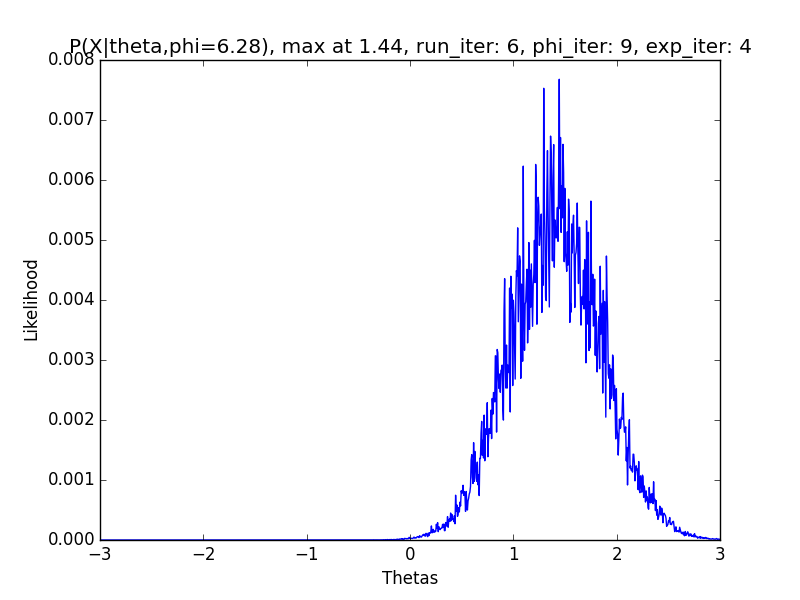 P(X|theta,phi=6.28), max at 1.44, run_iter: 6, phi_iter: 9, exp_iter: 4
0.008
0.007
0.006
0.005
0.004
0.003
0.002
0.001
0.000
Likelihood
−3 −2 −1 0 1 2 3
Thetas